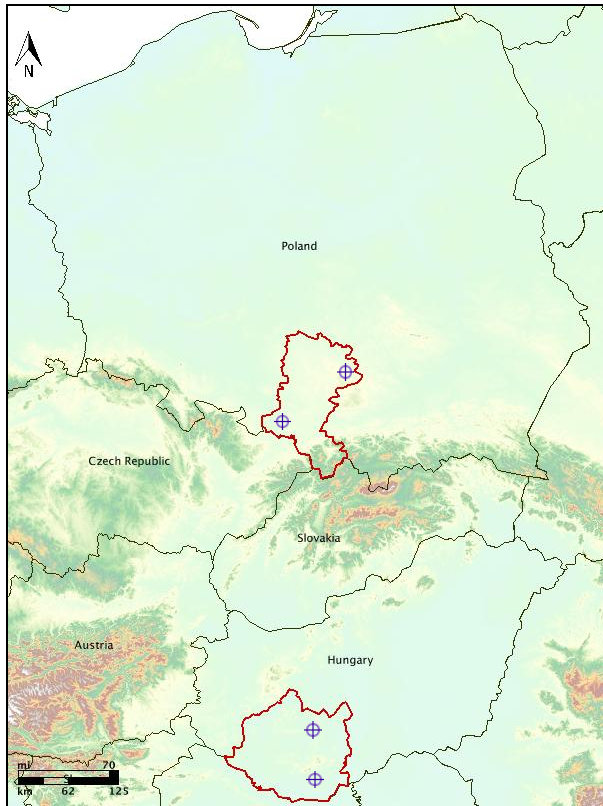 N
Poland
Czech Republic
Slovakia
Austria
Hungary
mi 70
km 62 125